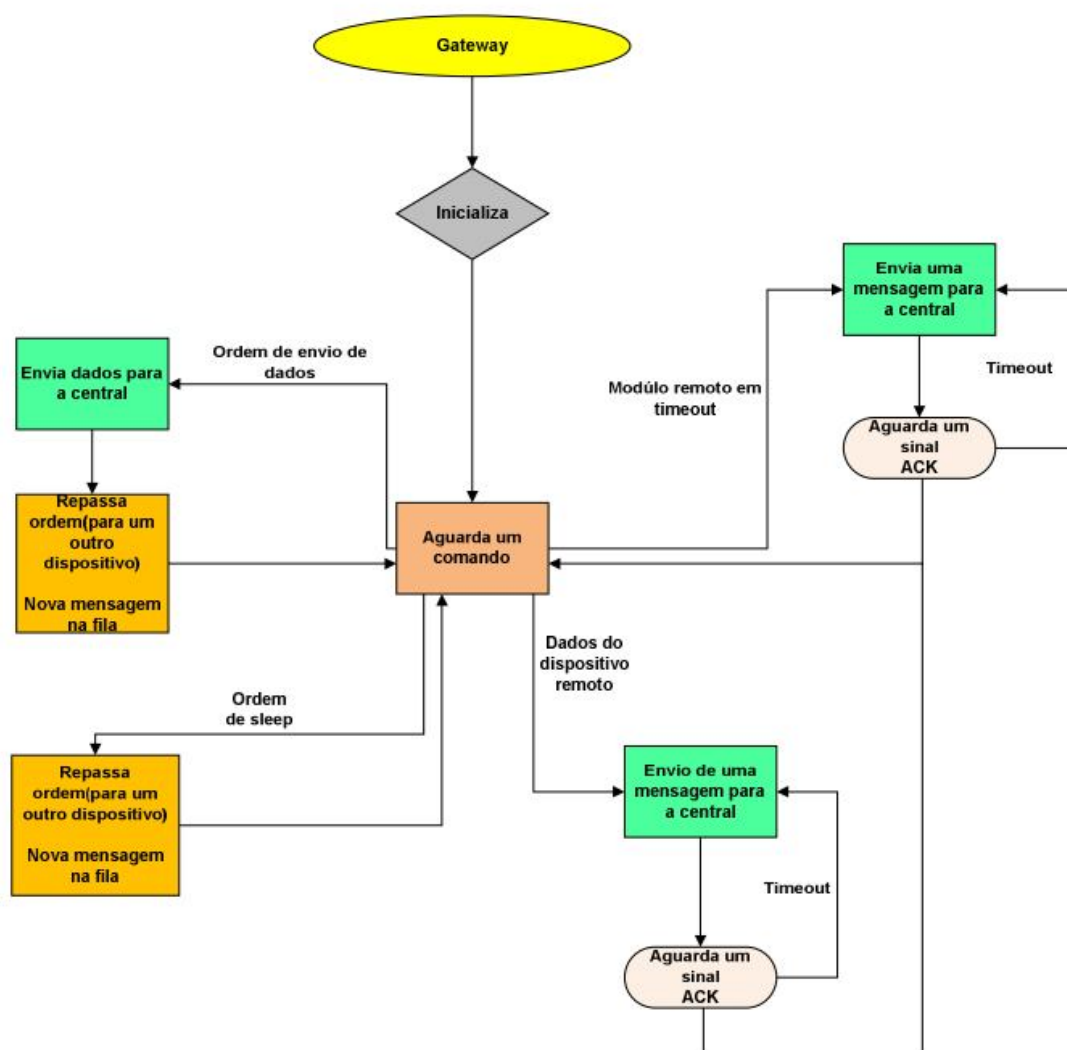 Gateway
Inicializa
Envia uma
mensagem para
a central
Ordem de envio de
dados
Envia dados para
a central
Modúlo remoto em
timeout
Timeout
Aguarda um
sinal
ACK
Repassa
ordem(para um
outro
dispositivo)
Nova mensagem
na fila
Aguarda um
comando
Dados do
dispositivo
remoto
Ordem
de sleep
Repassa
ordem(para um
outro dispositivo)
Nova mensagem
na fila
Envio de uma
mensagem para
a central
Timeout
Aguarda um
sinal
ACK